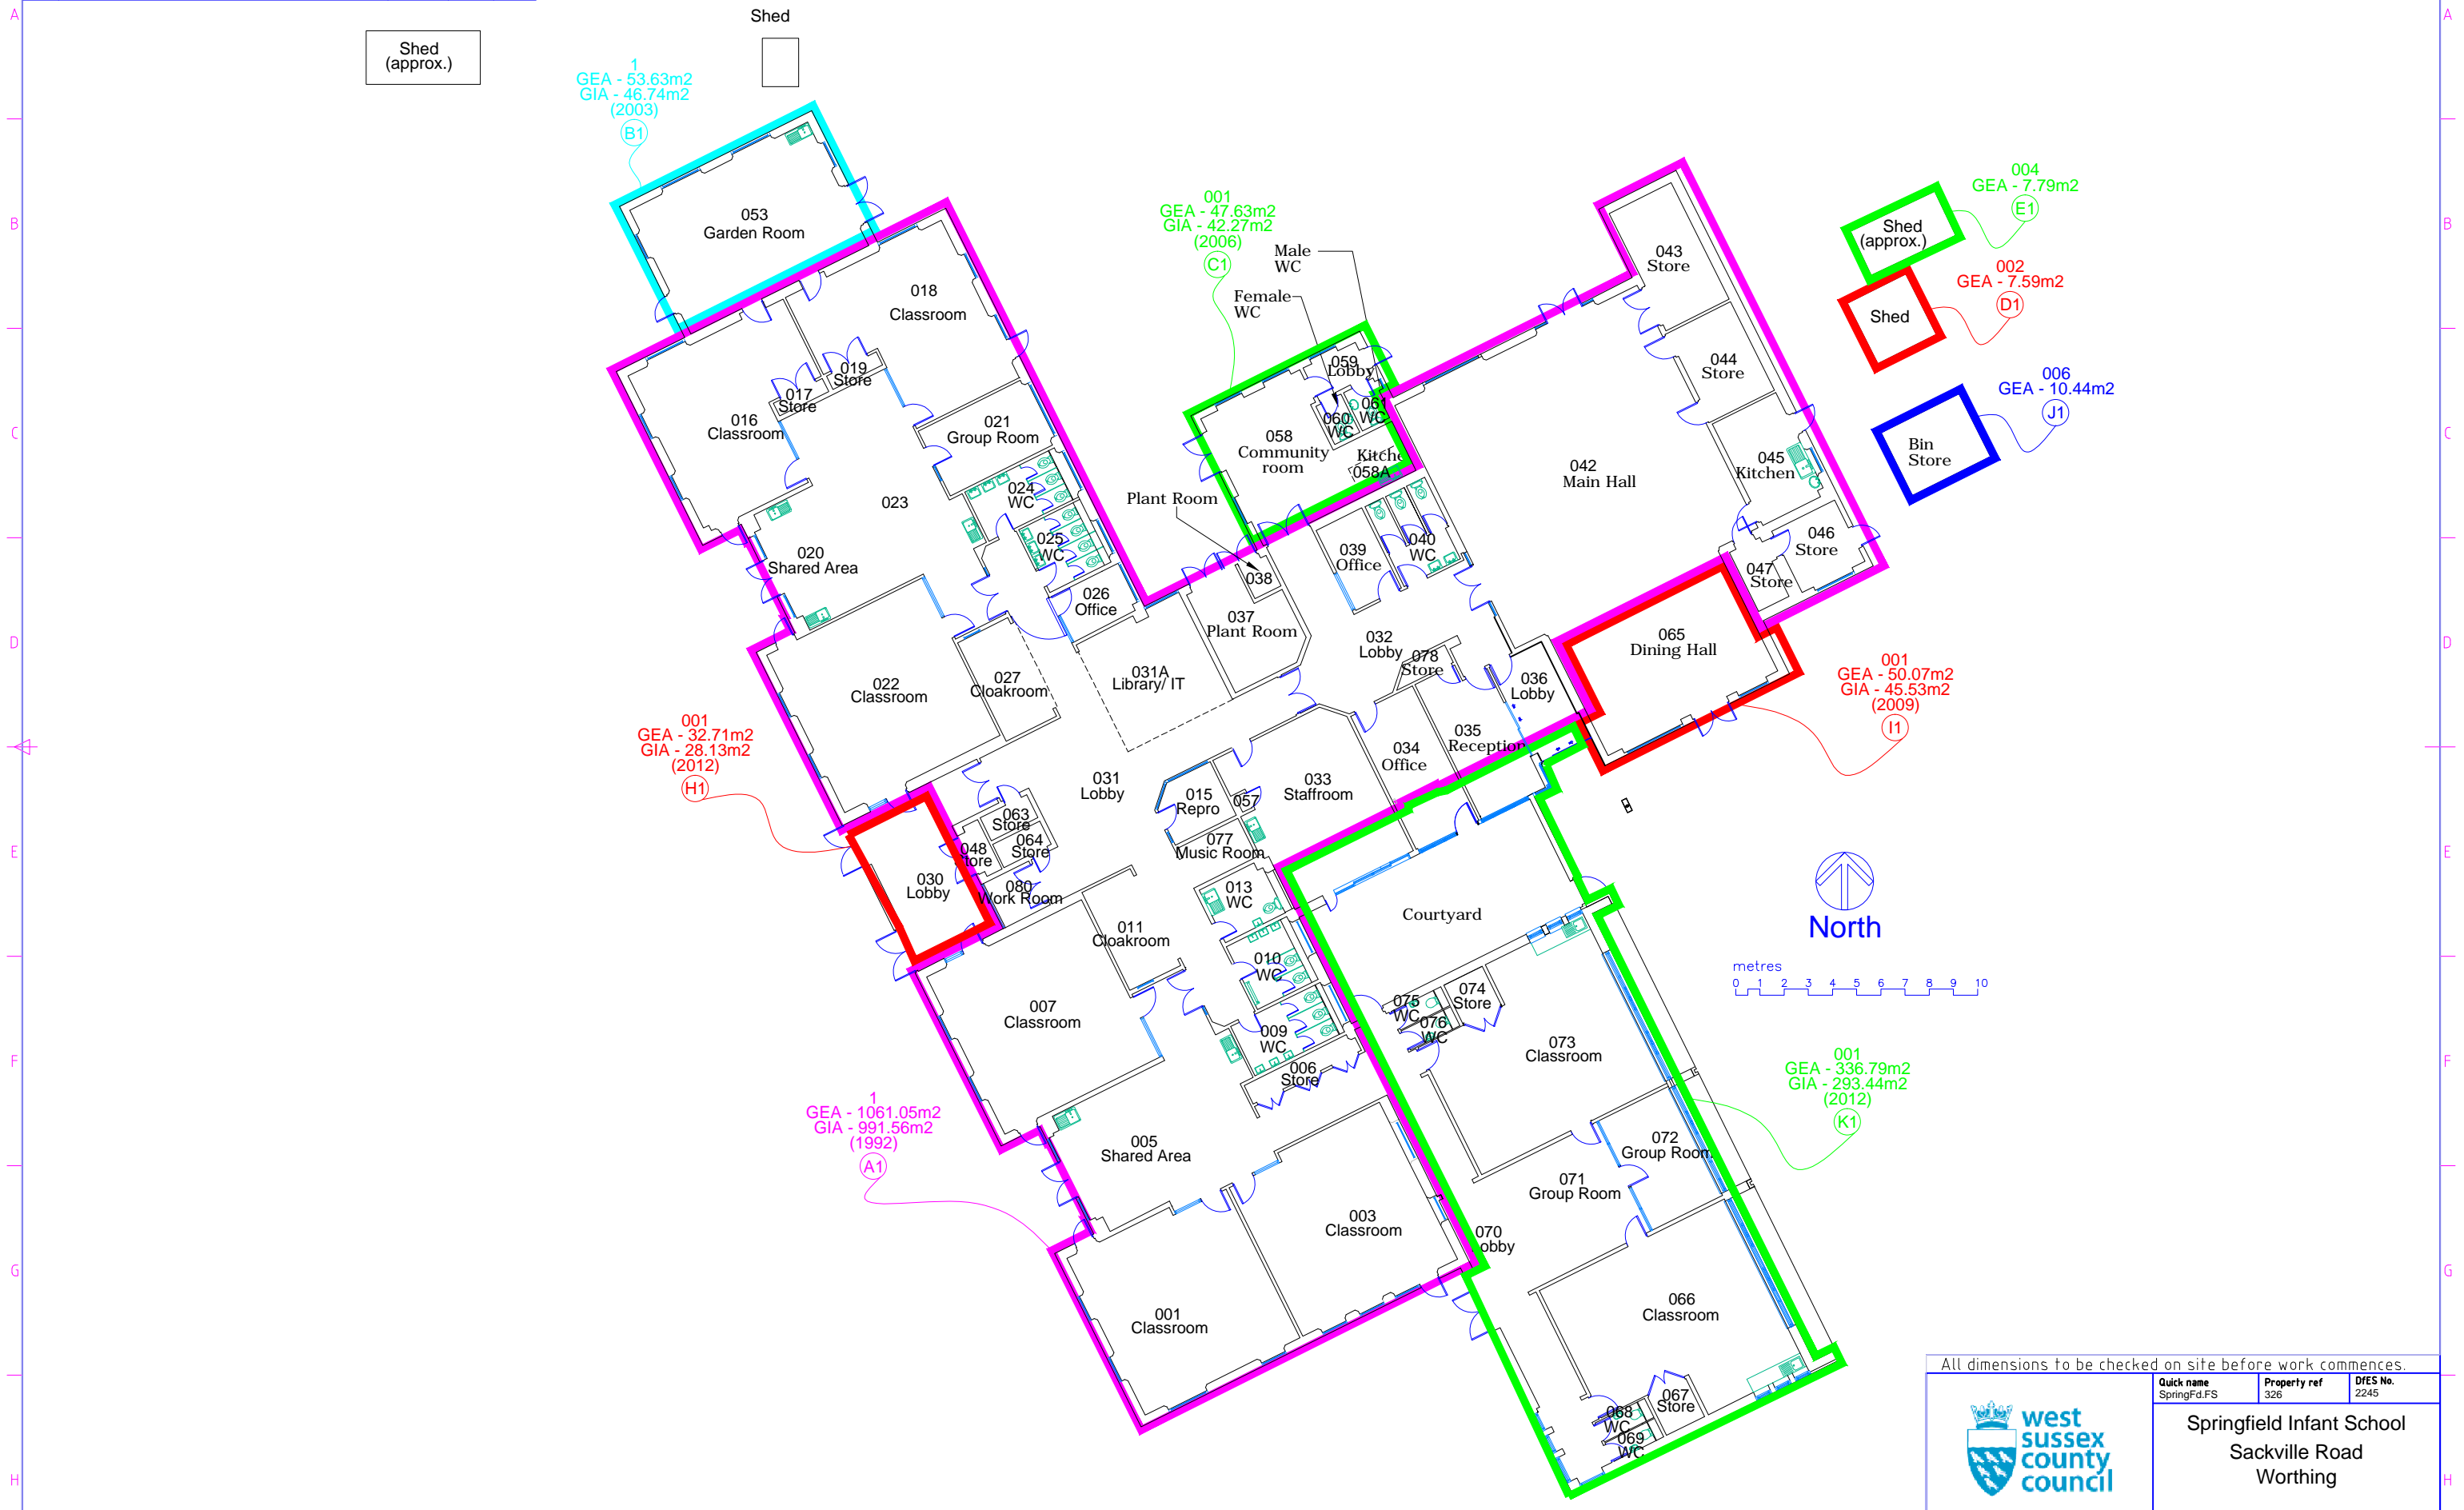 A
A
Shed
Shed
(approx.)
1
GEA - 53.63m2
GIA - 46.74m2
(2003)
B1
004
GEA - 7.79m2
E1
001
GEA - 47.63m2
GIA - 42.27m2
(2006)
C1
B
B
053
Garden Room
Male
WC
Female
WC
043
Store
Shed
(approx.)
002
GEA - 7.59m2
D1
Shed
018
Classroom
019
Store
017
Store
016
Classroom
021
Group Room
059
Lobby
061
WC
060
WC
058
Community
room
Kitche
058A
044
Store
006
GEA - 10.44m2
J1
Bin
Store
C
C
042
Main Hall
045
Kitchen
023
024
WC
Plant Room
025
WC
020
Shared Area
039
Office
040
WC
046
Store
047
Store
026
Office
038
037
Plant Room
D
D
032
Lobby
078
Store
065
Dining Hall
022
Classroom
027
Cloakroom
031A
Library/ IT
036
Lobby
001
GEA - 50.07m2
GIA - 45.53m2
(2009)
I1
001
GEA - 32.71m2
GIA - 28.13m2
(2012)
H1
035
Reception
034
Office
031
Lobby
015
Repro
057
033
Staffroom
063
Store
064
Store
048
tore
077
Music Room
E
E
030
Lobby
080
Work Room
013
WC
Courtyard
North
011
Cloakroom
010
WC
metres
0 1 2 3 4 5 6 7 8 9 10
007
Classroom
075
WC
074
Store
076
WC
009
WC
006
Store
073
Classroom
F
F
001
GEA - 336.79m2
GIA - 293.44m2
(2012)
K1
1
GEA - 1061.05m2
GIA - 991.56m2
(1992)
A1
005
Shared Area
072
Group Room
071
Group Room
003
Classroom
070
obby
G
G
001
Classroom
066
Classroom
067
Store
068
WC
069
WC
All dimensions to be checked on site before work commences.
Quick name
SpringFd.FS
Property ref
326
DfES No.
2245
west
sussex
county
council
Springfield Infant School
Sackville Road
Worthing
H
H